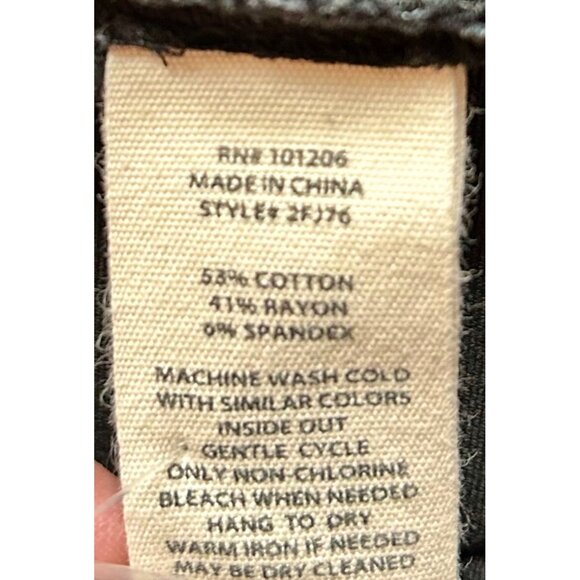 RN# 101206
MADE IN CHINA
STYLE# 2FJ76
53% COTTON
41% RAYON
6% SPANDEX
MACHINE WASH COLD
WITH SIMILAR COLORS
INSIDE OUT
GENTLE CYCLE
ONLY NON-CHLORINE
BLEACH WHEN NEEDED
HANG TO DRY
WARM IRON IF NEEDED
MAY BE DRY CLEANED